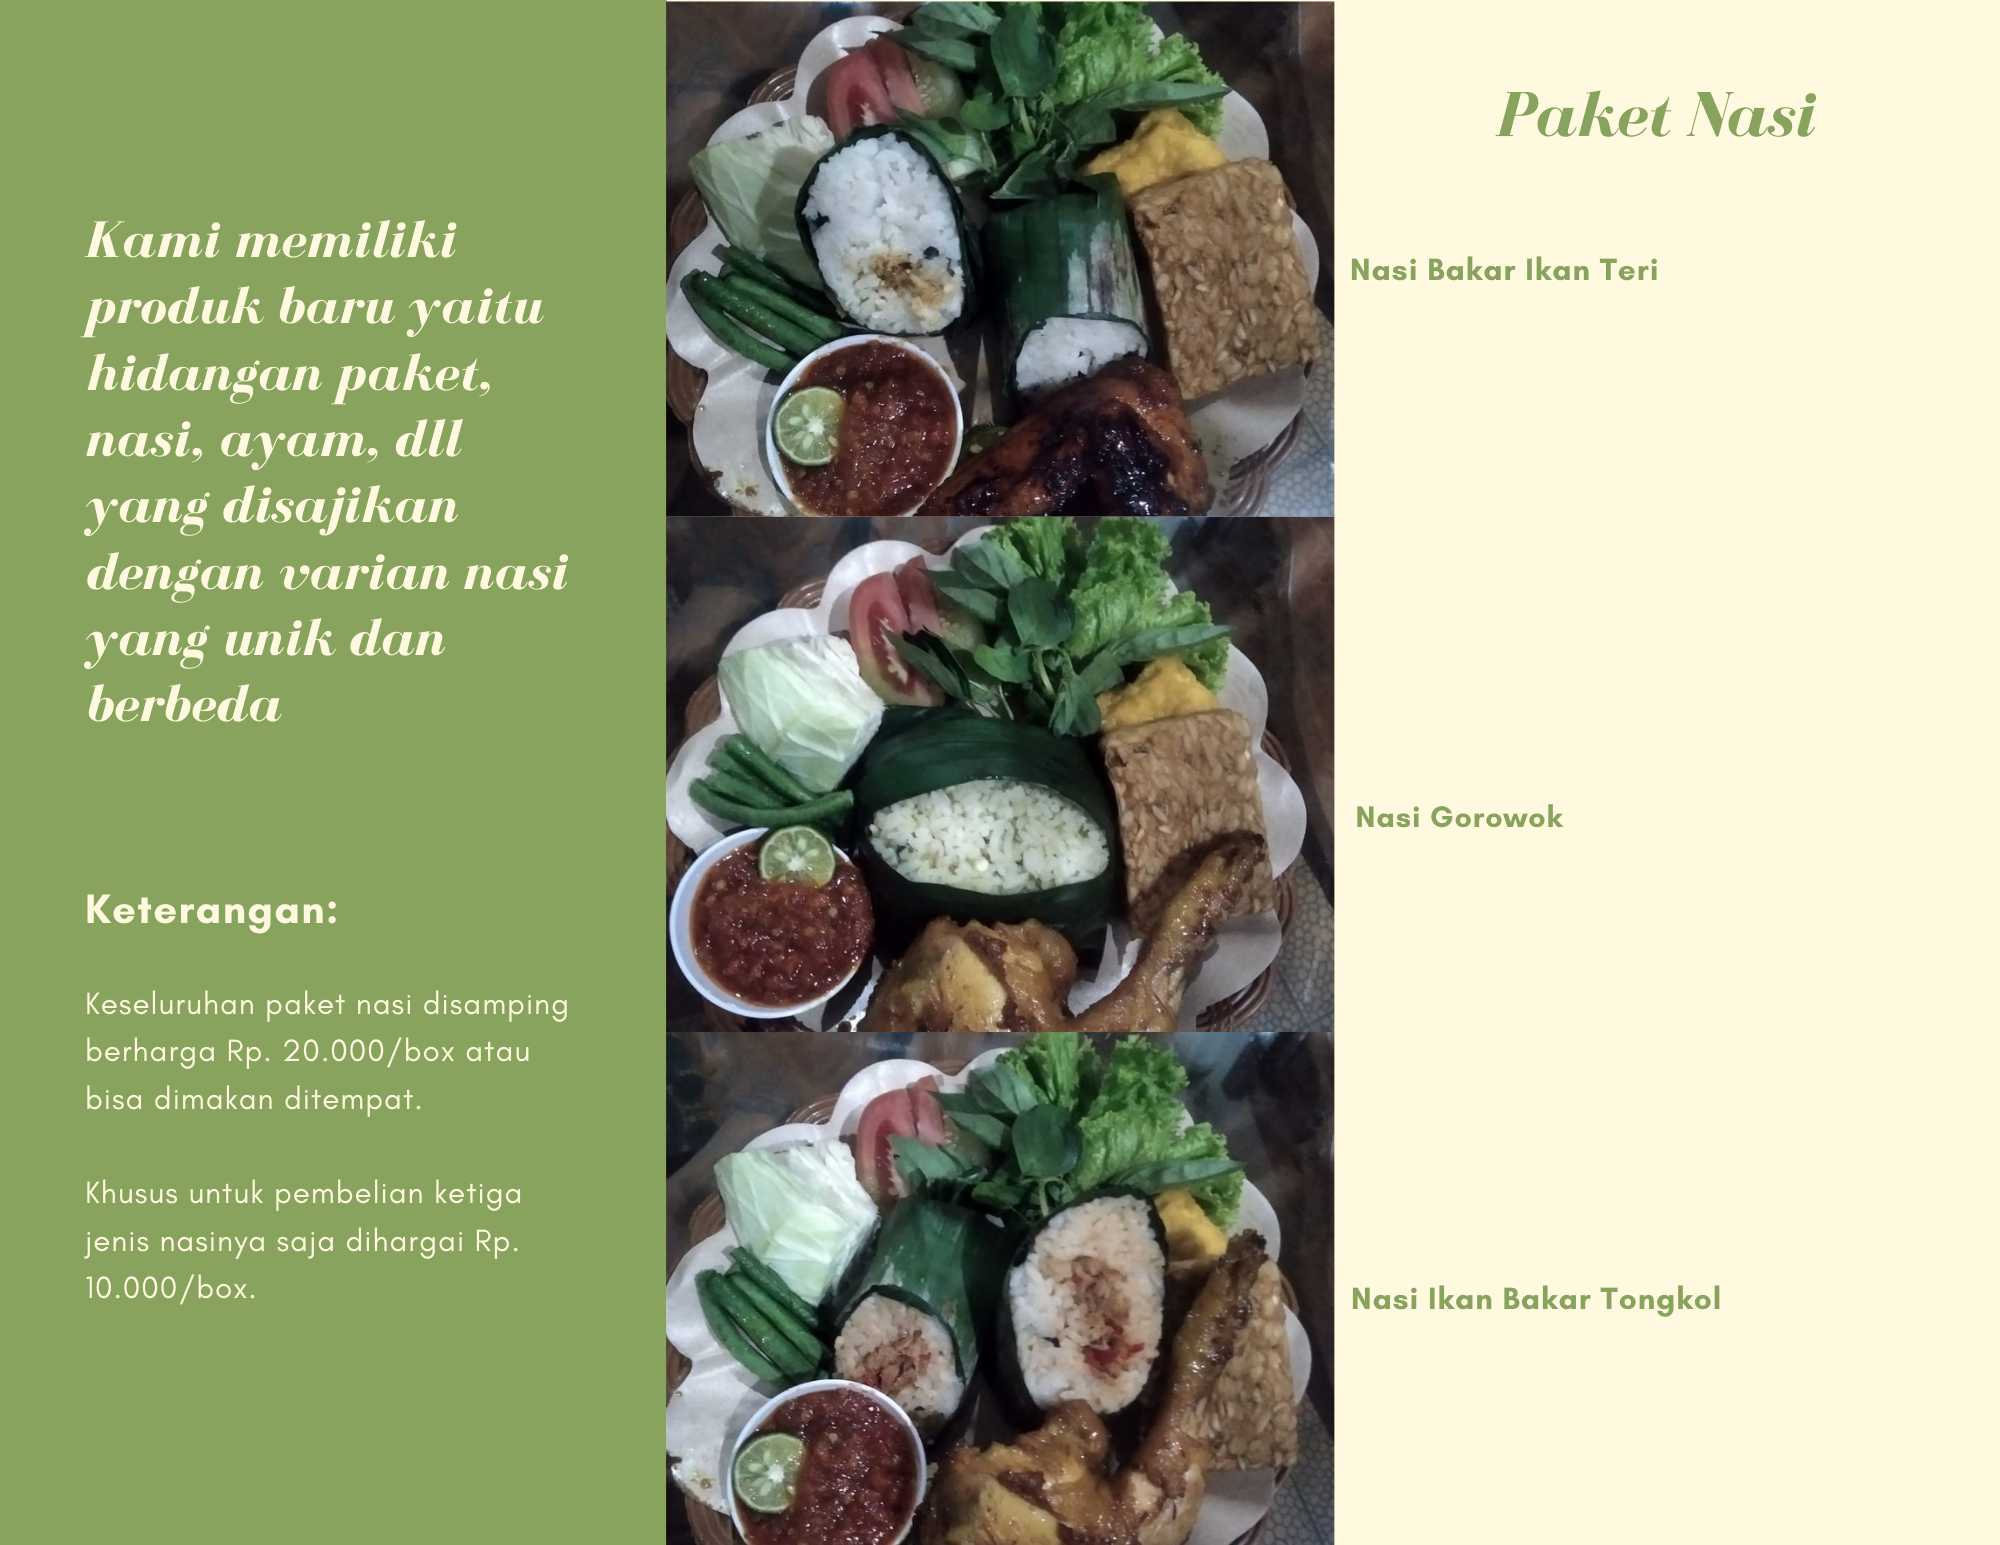 Kami memiliki
produk baru yaitu
hidangan paket,
nasi, ayam, dll
yang disajikan
dengan varian nasi
yang unik dan
berbeda
Keterangan:
Keseluruhan paket nasi disamping
berharga Rp. 20.000/box atau
bisa dimakan ditempat.
Khusus untuk pembelian ketiga
jenis nasinya saja dihargai Rp.
10.000/box.
Paket Nasi
Nasi Bakar Ikan Teri
Nasi Gorowok
Nasi Ikan Bakar Tongkol